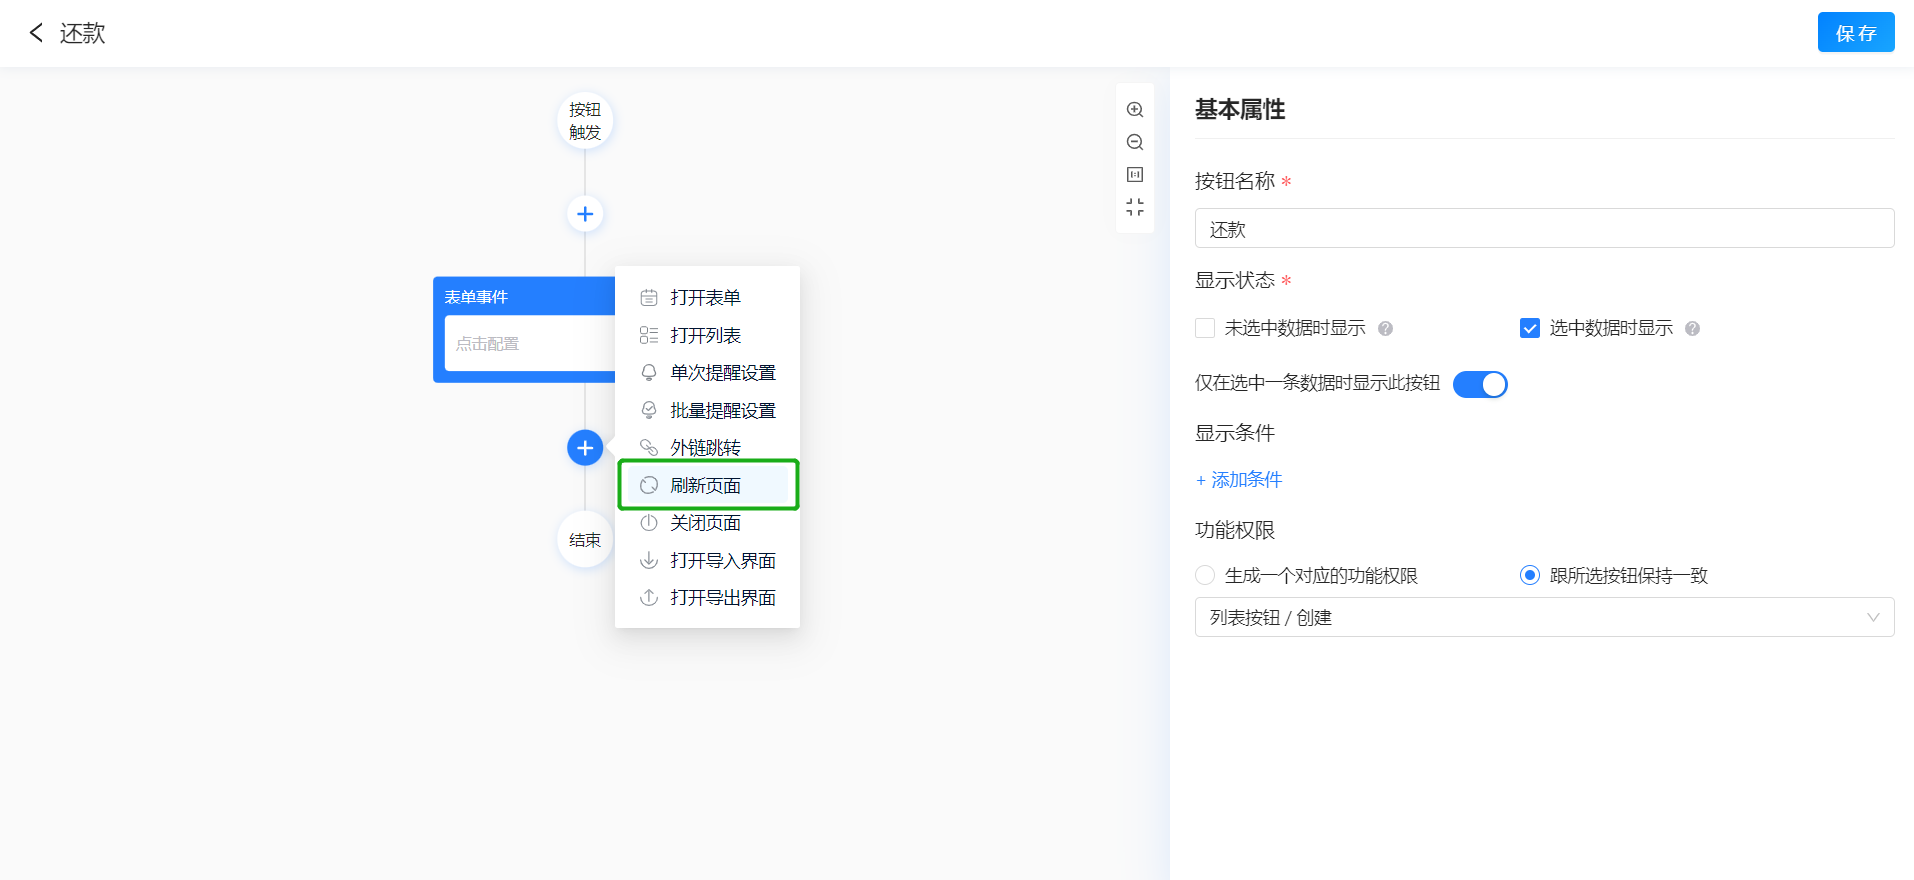 还款
保存
按钮
触发
表单事件
点击配置
结束
打开表单
打开列表
单次提醒设置
批量提醒设置
外链跳转
刷新页面
关闭页面
打开导入界面
打开导出界面
基本属性
按钮名称 *
还款
显示状态 *
未选中数据时显示 ?
选中数据时显示 ?
仅在选中一条数据时显示此按钮
显示条件
+ 添加条件
功能权限
生成一个对应的功能权限
跟所选按钮保持一致
列表按钮 / 创建